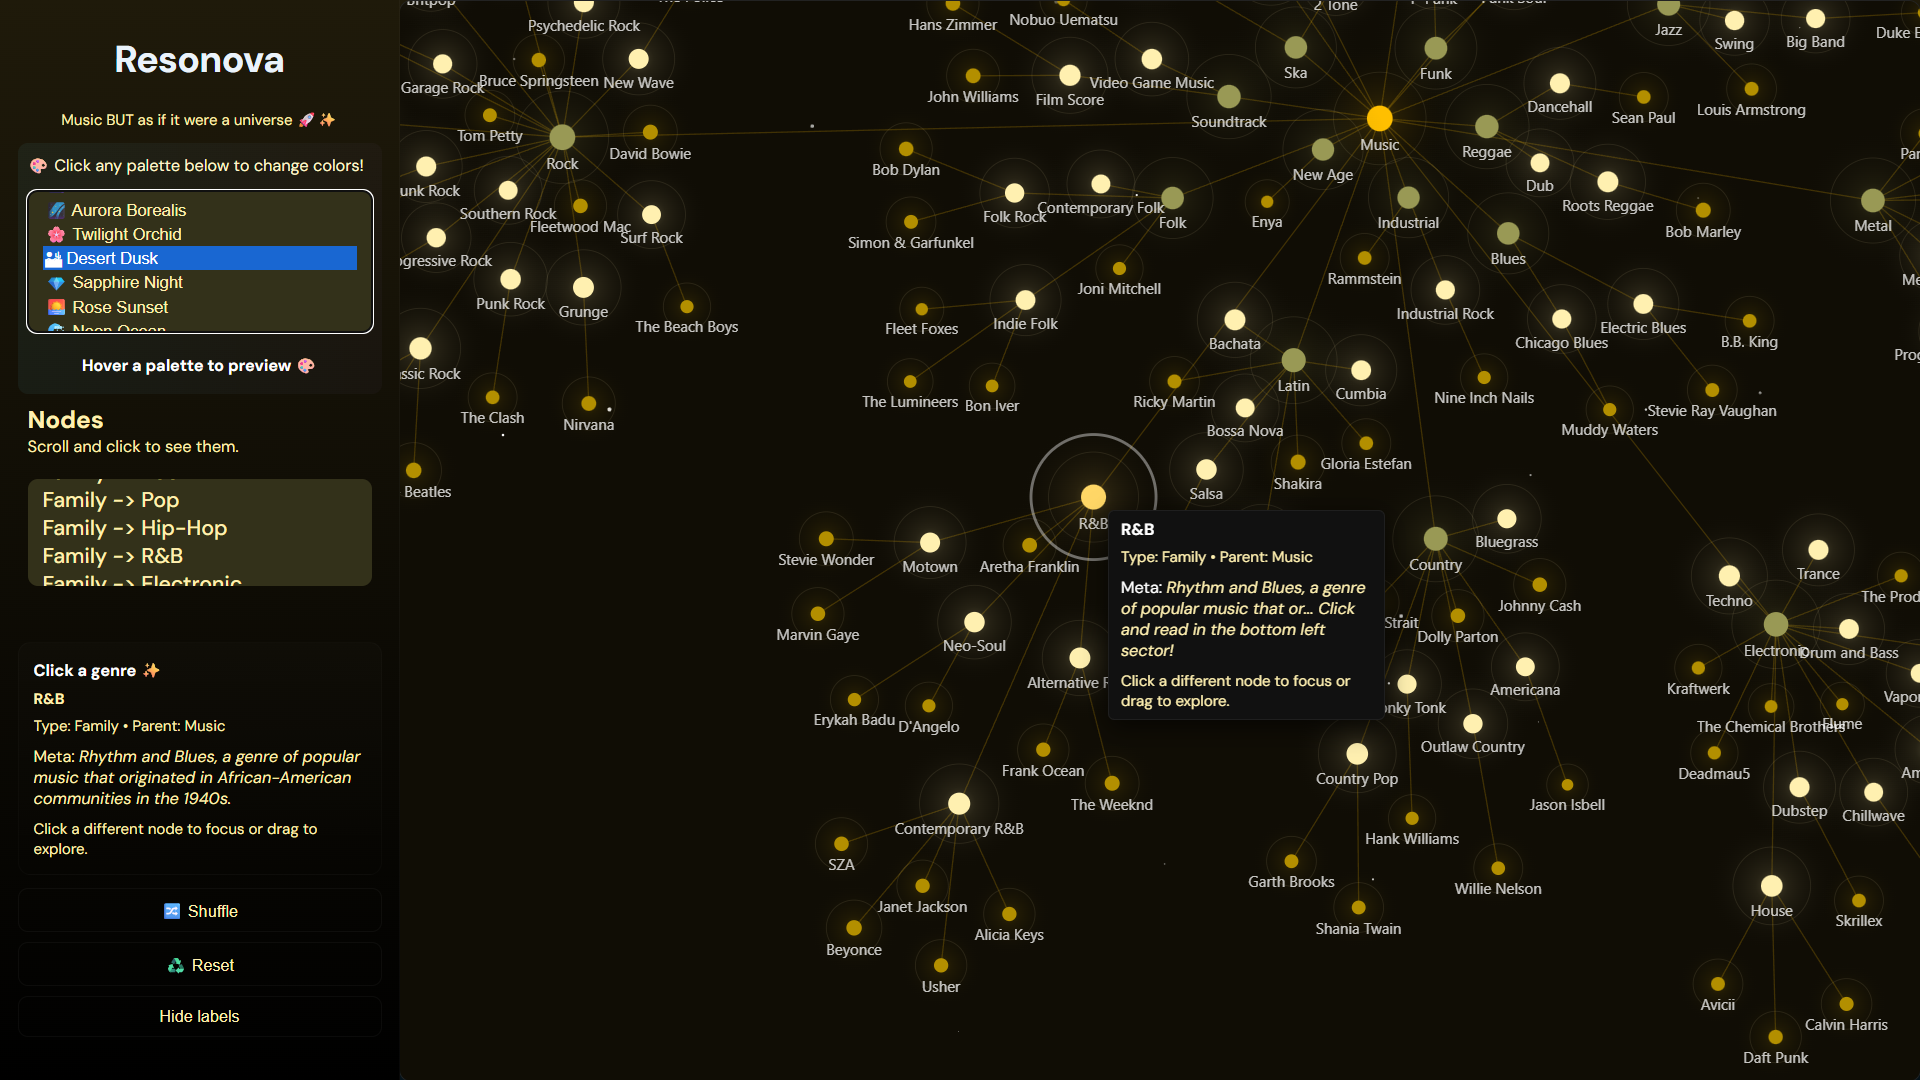 Resonova
Music BUT as if it were a universe 🚀 ✨
🎨 Click any palette below to change colors!
Aurora Borealis
Twilight Orchid
Desert Dusk
Sapphire Night
Rose Sunset
Neon Ocean
Hover a palette to preview 🎨
Nodes
Scroll and click to see them.
Family -> Pop
Family -> Hip-Hop
Family -> R&B
Family -> Electronic
Click a genre ✨
R&B
Type: Family • Parent: Music
Meta: Rhythm and Blues, a genre of popular
music that originated in African-American
communities in the 1940s.
Click a different node to focus or drag to
explore.
Shuffle
Reset
Hide labels
Britpop
Psychedelic Rock
Garage Rock
Bruce Springsteen
New Wave
Tom Petty
Rock
David Bowie
unk Rock
Southern Rock
Fleetwood Mac
Surf Rock
ogressive Rock
Punk Rock
Grunge
The Beach Boys
assic Rock
The Clash
Nirvana
Beatles
Hans Zimmer
Nobuo Uematsu
John Williams
Film Score
Video Game Music
Soundtrack
2 Tone
Ska
Funk
Music
Bob Dylan
Folk Rock
Contemporary Folk
Folk
Simon & Garfunkel
Joni Mitchell
Fleet Foxes
Indie Folk
The Lumineers
Bon Iver
New Age
Enya
Industrial
Rammstein
Industrial Rock
Nine Inch Nails
Reggae
Dancehall
Sean Paul
Dub
Roots Reggae
Bob Marley
Jazz
Swing
Big Band
Duke E
Louis Armstrong
Metal
Blues
Chicago Blues
Electric Blues
B.B. King
Muddy Waters
Stevie Ray Vaughan
Bachata
Latin
Cumbia
Ricky Martin
Bossa Nova
Gloria Estefan
Salsa
Shakira
R&B
R&B
Type: Family • Parent: Music
Meta: Rhythm and Blues, a genre
of popular music that or... Click
and read in the bottom left
sector!
Click a different node to focus or
drag to explore.
Stevie Wonder
Motown
Aretha Franklin
Marvin Gaye
Neo-Soul
Alternative R
Erykah Badu
D'Angelo
Frank Ocean
The Weeknd
Contemporary R&B
SZA
Janet Jackson
Alicia Keys
Beyonce
Usher
Country
Bluegrass
Johnny Cash
Strait
Dolly Parton
Americana
onky Tonk
Outlaw Country
Country Pop
Jason Isbell
Hank Williams
Garth Brooks
Willie Nelson
Shania Twain
Techno
Trance
The Prod
Electronic
Drum and Bass
Kraftwerk
Vapor
The Chemical Brothers
Flume
Deadmau5
Dubstep
Chillwave
House
Skrillex
Avicii
Calvin Harris
Daft Punk